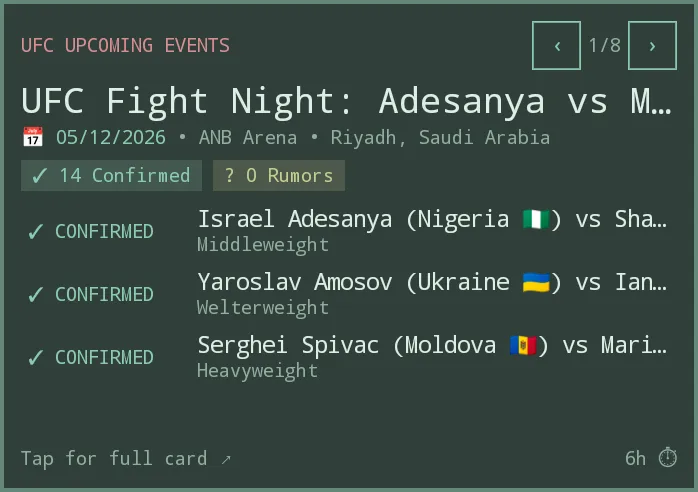 UFC UPCOMING EVENTS
‹ 1/8 ›
UFC Fight Night: Adesanya vs M…
📅 05/12/2026 • ANB Arena • Riyadh, Saudi Arabia
✓ 14 Confirmed ? 0 Rumors
✓ CONFIRMED
Israel Adesanya (Nigeria 🇳🇬) vs Sha…
Middleweight
✓ CONFIRMED
Yaroslav Amosov (Ukraine 🇺🇦) vs Ian…
Welterweight
✓ CONFIRMED
Serghei Spivac (Moldova 🇲🇩) vs Mari…
Heavyweight
Tap for full card ↗
6h ⏱